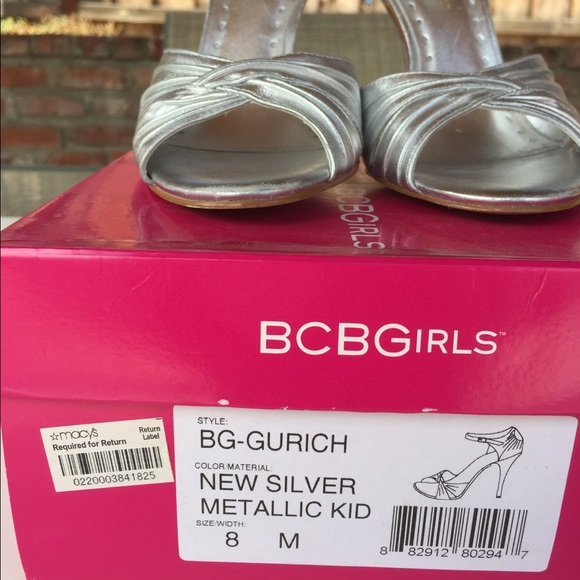 BCBGIRLS
BCBGIRLS™
☆macy's Return
Required for Return Label
0220003841825
STYLE:
BG-GURICH
COLOR/MATERIAL:
NEW SILVER
METALLIC KID
SIZE/WIDTH:
8 M
8 82912 80294 7